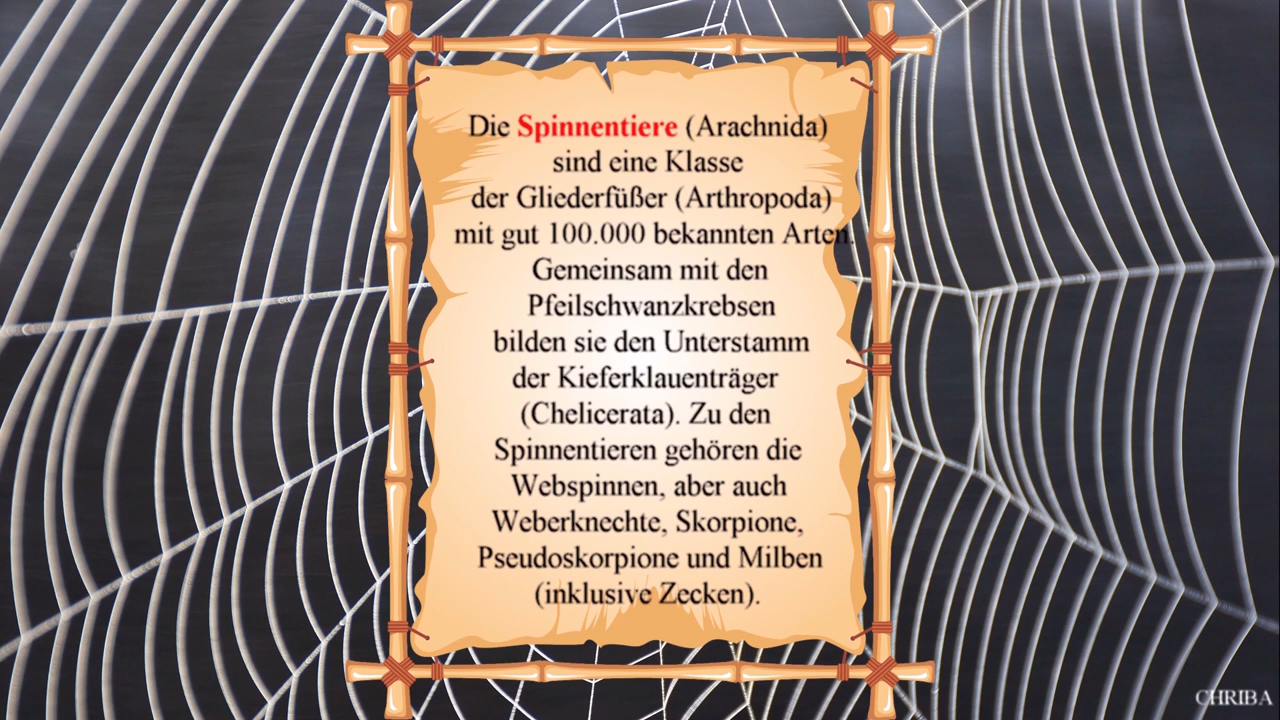 Die Spinnentiere (Arachnida)
sind eine Klasse
der Gliederfüßer (Arthropoda)
mit gut 100.000 bekannten Arten.
Gemeinsam mit den
Pfeilschwanzkrebsen
bilden sie den Unterstamm
der Kieferklauenträger
(Chelicerata). Zu den
Spinnentieren gehören die
Webspinnen, aber auch
Weberknechte, Skorpione,
Pseudoskorpione und Milben
(inklusive Zecken).
CHRIBA